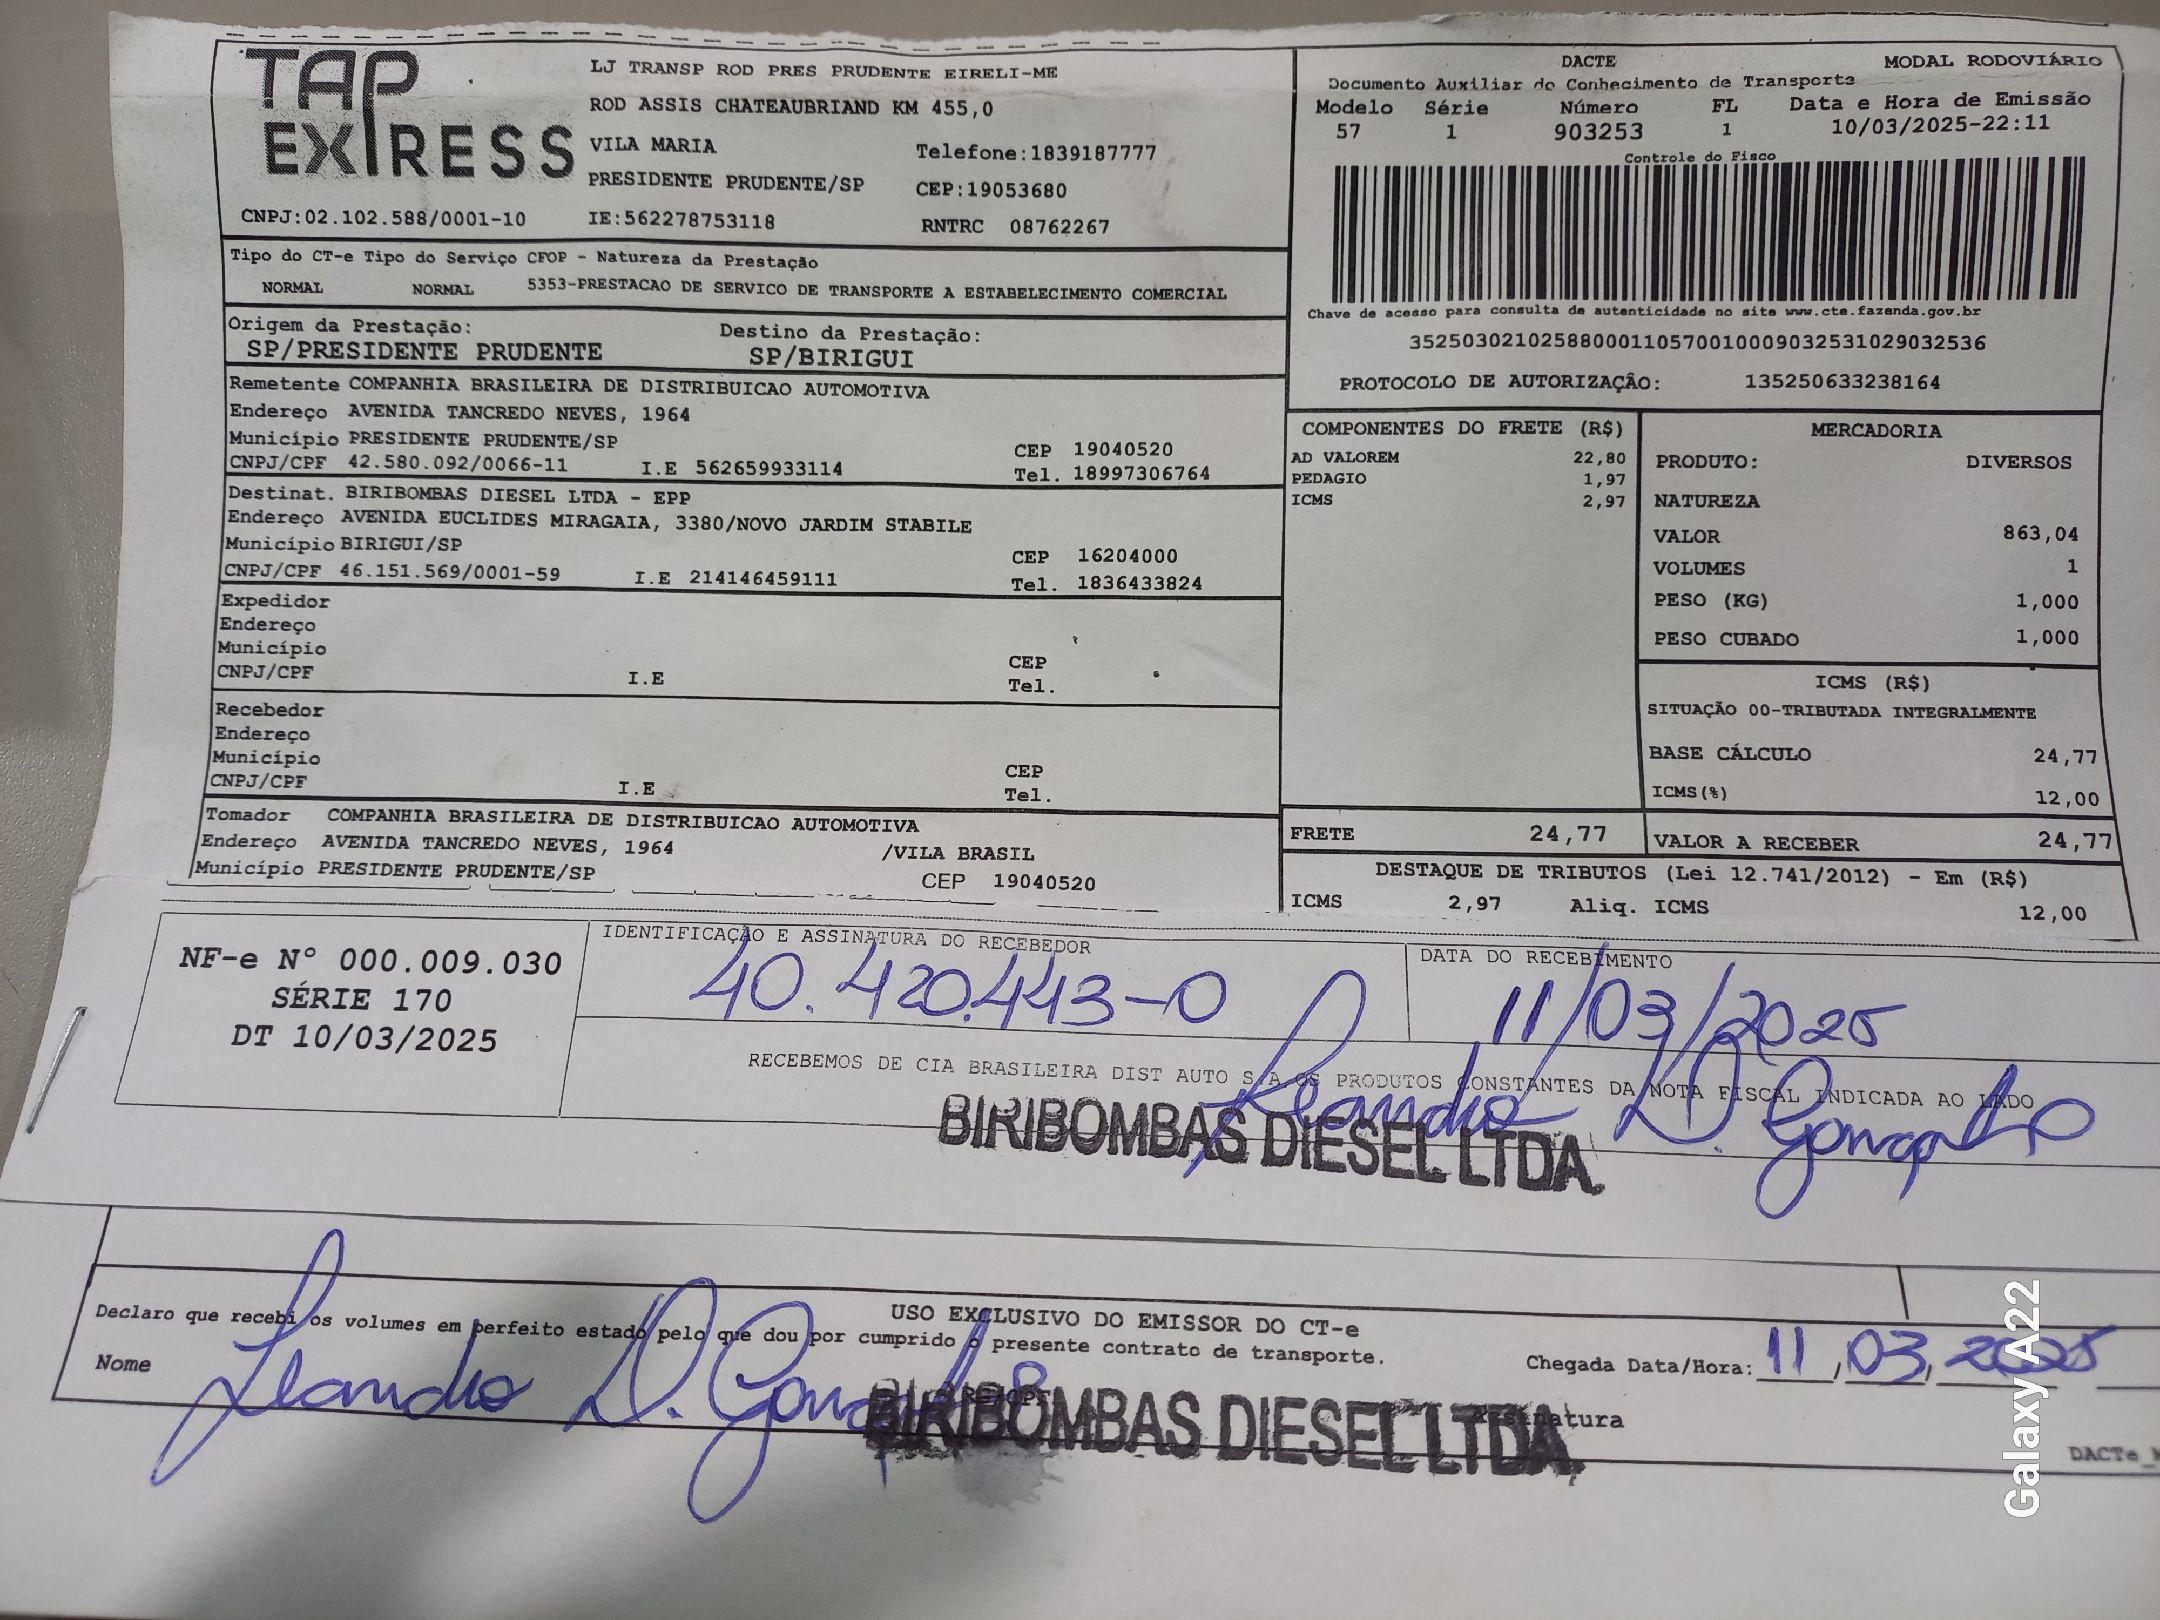 TAP EXPRESS
LJ TRANSP ROD PRES PRUDENTE EIRELI-ME
ROD ASSIS CHATEAUBRIAND KM 455,0
VILA MARIA Telefone:1839187777
PRESIDENTE PRUDENTE/SP CEP:19053680
CNPJ:02.102.588/0001-10 IE:562278753118 RNTRC 08762267
DACTE MODAL RODOVIÁRIO
Documento Auxiliar do Conhecimento de Transporte
Modelo Série Número FL Data e Hora de Emissão
57 1 903253 1 10/03/2025-22:11
Controle do Fisco
Chave de acesso para consulta de autenticidade no site www.cte.fazenda.gov.br
35250302102588000110570010009032531029032536
PROTOCOLO DE AUTORIZAÇÃO: 135250633238164
Tipo do CT-e Tipo do Serviço CFOP - Natureza da Prestação
NORMAL NORMAL 5353-PRESTACAO DE SERVICO DE TRANSPORTE A ESTABELECIMENTO COMERCIAL
Origem da Prestação: Destino da Prestação:
SP/PRESIDENTE PRUDENTE SP/BIRIGUI
Remetente COMPANHIA BRASILEIRA DE DISTRIBUICAO AUTOMOTIVA
Endereço AVENIDA TANCREDO NEVES, 1964
Município PRESIDENTE PRUDENTE/SP CEP 19040520
CNPJ/CPF 42.580.092/0066-11 I.E 562659933114 Tel. 18997306764
Destinat. BIRIBOMBAS DIESEL LTDA - EPP
Endereço AVENIDA EUCLIDES MIRAGAIA, 3380/NOVO JARDIM STABILE
Município BIRIGUI/SP CEP 16204000
CNPJ/CPF 46.151.569/0001-59 I.E 214146459111 Tel. 1836433824
Expedidor
Endereço
Município CEP
CNPJ/CPF I.E Tel.
Recebedor
Endereço
Município CEP
CNPJ/CPF I.E Tel.
Tomador COMPANHIA BRASILEIRA DE DISTRIBUICAO AUTOMOTIVA
Endereço AVENIDA TANCREDO NEVES, 1964 /VILA BRASIL
Município PRESIDENTE PRUDENTE/SP CEP 19040520
COMPONENTES DO FRETE (R$)
AD VALOREM 22,80
PEDAGIO 1,97
ICMS 2,97
MERCADORIA
PRODUTO: DIVERSOS
NATUREZA
VALOR 863,04
VOLUMES 1
PESO (KG) 1,000
PESO CUBADO 1,000
ICMS (R$)
SITUAÇÃO 00-TRIBUTADA INTEGRALMENTE
BASE CÁLCULO 24,77
ICMS(%) 12,00
FRETE 24,77 VALOR A RECEBER 24,77
DESTAQUE DE TRIBUTOS (Lei 12.741/2012) - Em (R$)
ICMS 2,97 Aliq. ICMS 12,00
NF-e N° 000.009.030
SÉRIE 170
DT 10/03/2025
IDENTIFICAÇÃO E ASSINATURA DO RECEBEDOR
40.420.443-0
DATA DO RECEBIMENTO
11/03/2025
RECEBEMOS DE CIA BRASILEIRA DIST AUTO S/A OS PRODUTOS CONSTANTES DA NOTA FISCAL INDICADA AO LADO
Leandro D. Gonçalo
BIRIBOMBAS DIESEL LTDA
USO EXCLUSIVO DO EMISSOR DO CT-e
Declaro que recebi os volumes em perfeito estado pelo que dou por cumprido o presente contrato de transporte.
Nome Leandro D. Gonçalo
Chegada Data/Hora: 11/03/2025
BIRIBOMBAS DIESEL LTDA
Assinatura
Galaxy A22